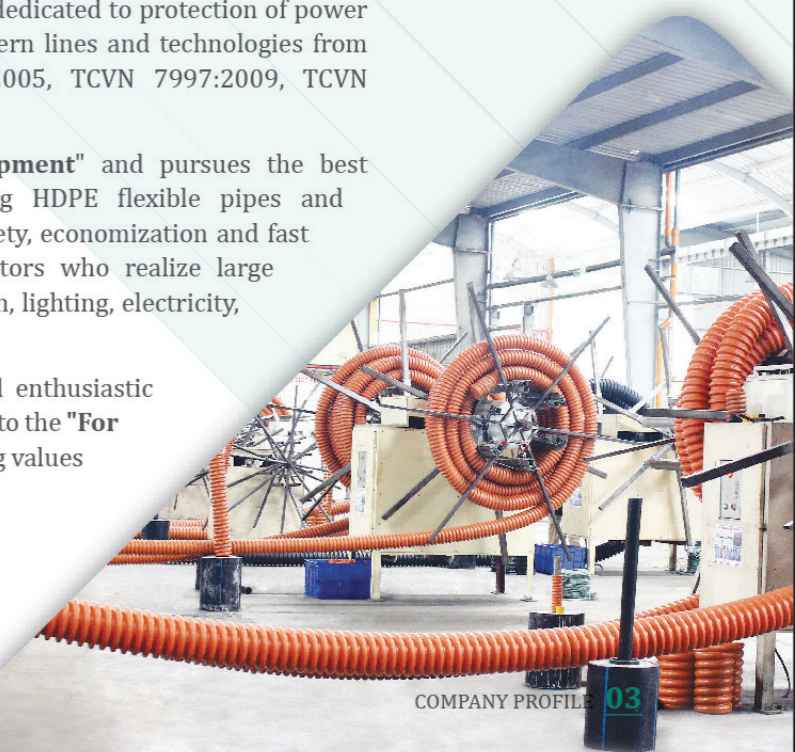 dedicated to protection of power
ern lines and technologies from
2005, TCVN 7997:2009, TCVN
pment" and pursues the best
g HDPE flexible pipes and
ety, economization and fast
tors who realize large
n, lighting, electricity,
d enthusiastic
to the "For
g values
COMPANY PROFILE 03